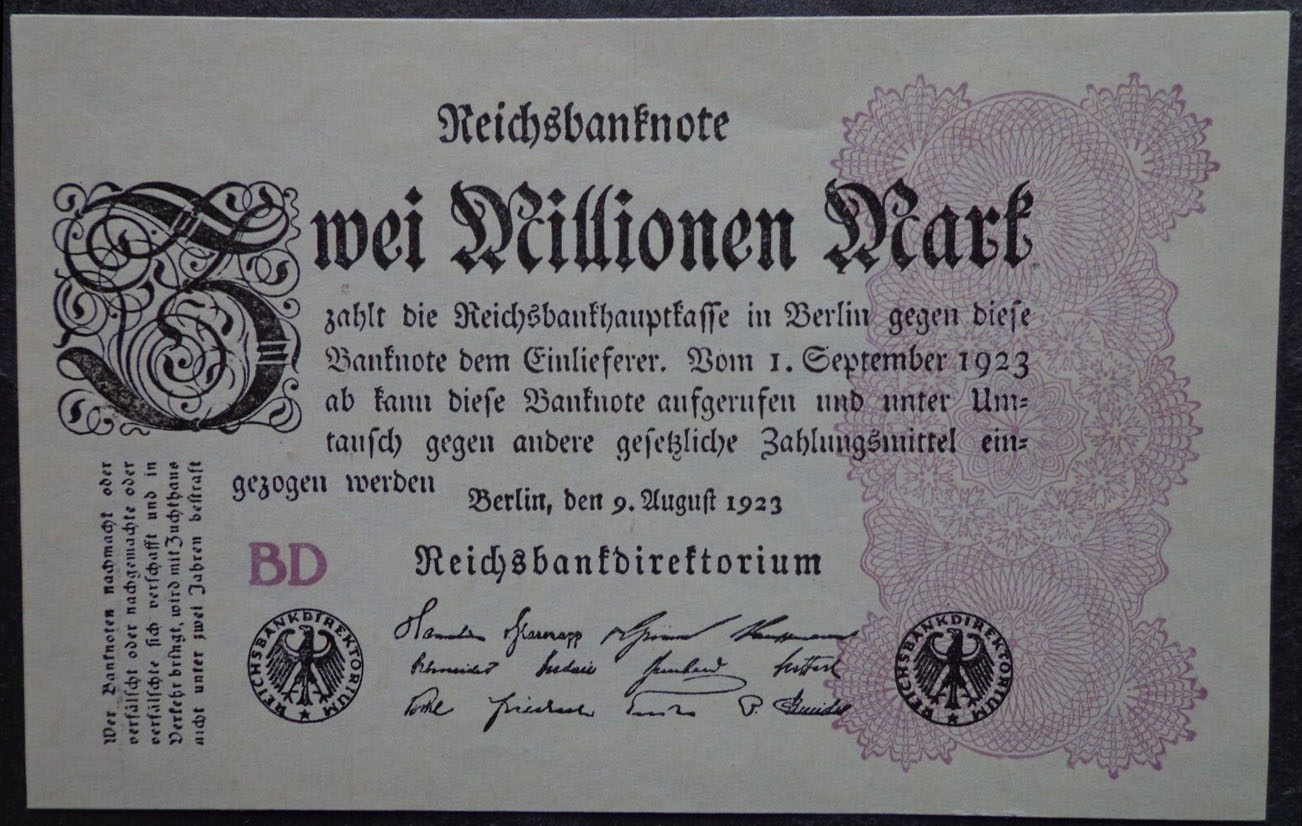 Reichsbanknote
Zwei Millionen Mark
zahlt die Reichsbankhauptkasse in Berlin gegen diese
Banknote dem Einlieferer. Vom 1. September 1923
ab kann diese Banknote aufgerufen und unter Um-
tausch gegen andere gesetzliche Zahlungsmittel ein-
gezogen werden
Berlin, den 9. August 1923
Reichsbankdirektorium
BD
REICHSBANKDIREKTORIUM
REICHSBANKDIREKTORIUM
Wer Banknoten nachmacht oder
verfälscht oder nachgemachte oder
verfälschte sich verschafft und in
Verkehr bringt, wird mit Zuchthaus
nicht unter zwei Jahren bestraft